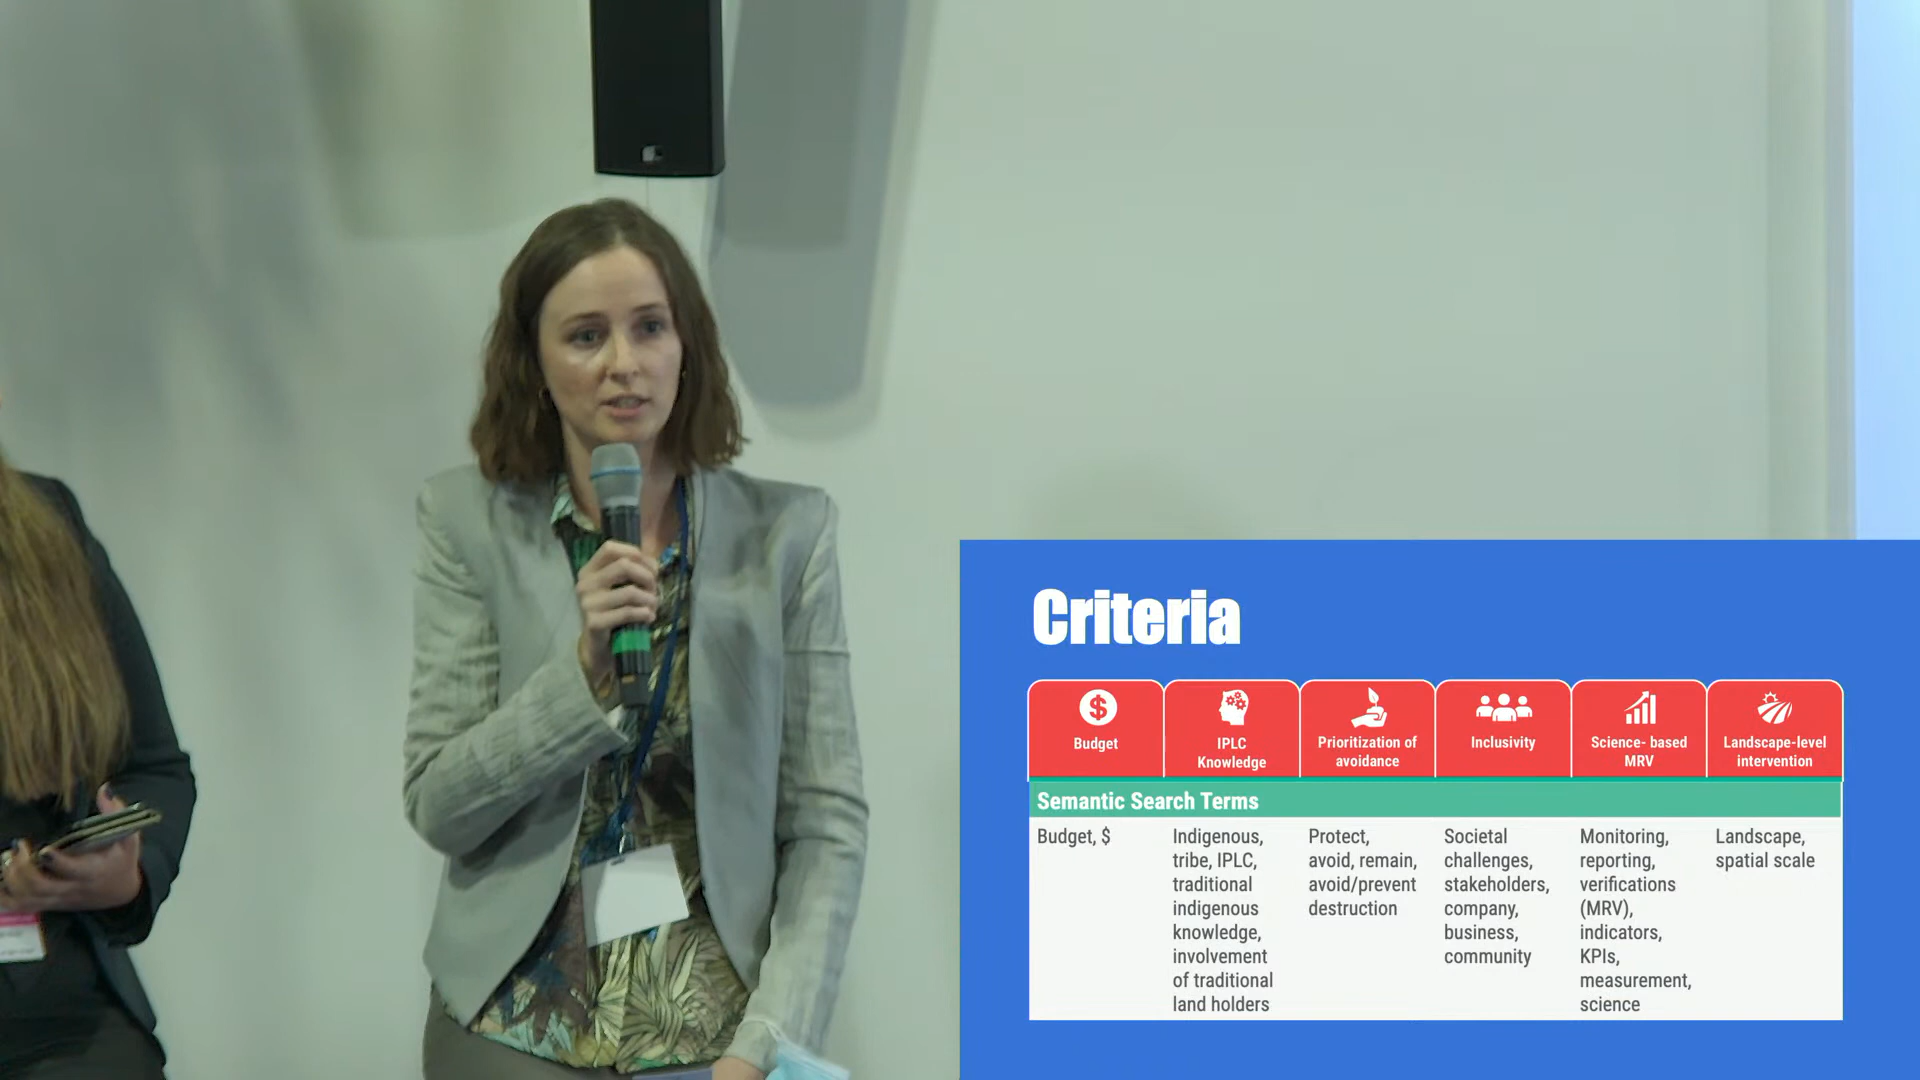 Criteria
Budget
IPLC
Knowledge
Prioritization of
avoidance
Inclusivity
Science- based
MRV
Landscape-level
intervention
Semantic Search Terms
Budget, $
Indigenous,
tribe, IPLC,
traditional
indigenous
knowledge,
involvement
of traditional
land holders
Protect,
avoid, remain,
avoid/prevent
destruction
Societal
challenges,
stakeholders,
company,
business,
community
Monitoring,
reporting,
verifications
(MRV),
indicators,
KPIs,
measurement,
science
Landscape,
spatial scale